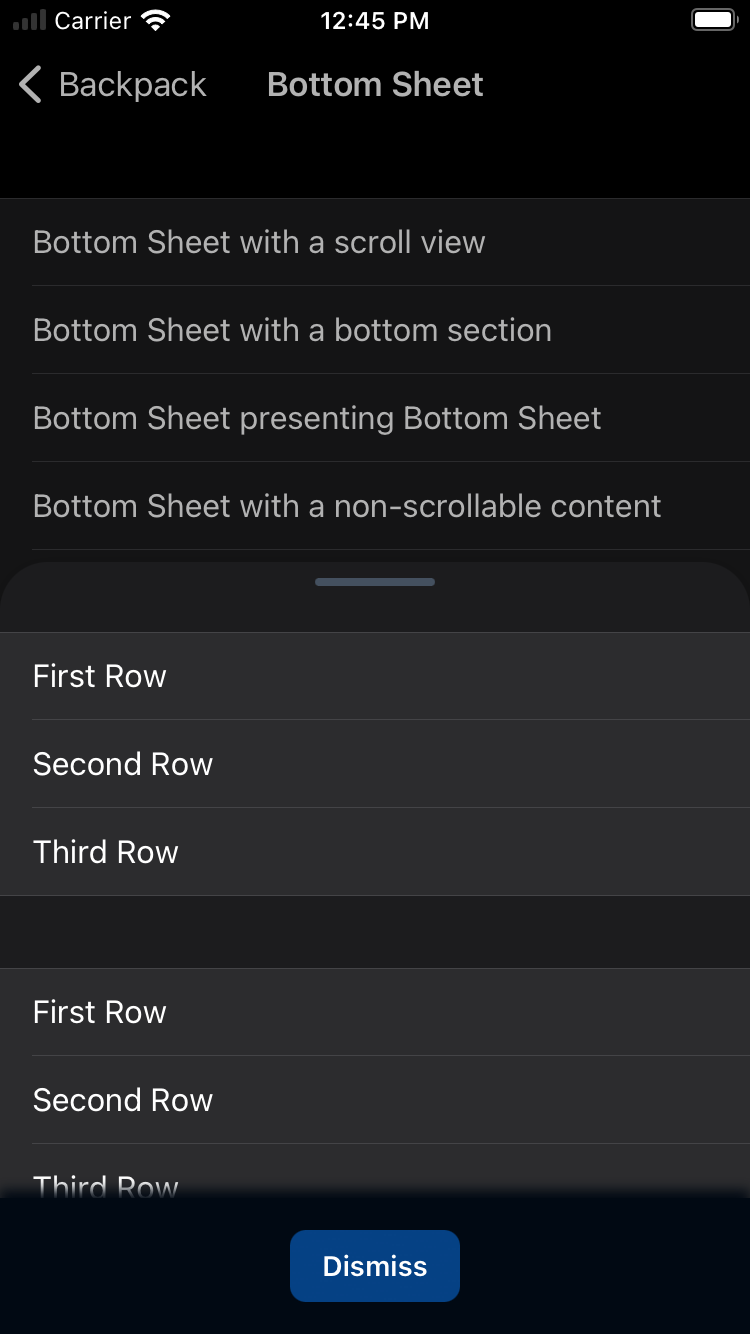 Carrier 12:45 PM
Backpack Bottom Sheet
Bottom Sheet with a scroll view
Bottom Sheet with a bottom section
Bottom Sheet presenting Bottom Sheet
Bottom Sheet with a non-scrollable content
First Row
Second Row
Third Row
First Row
Second Row
Third Row
Dismiss